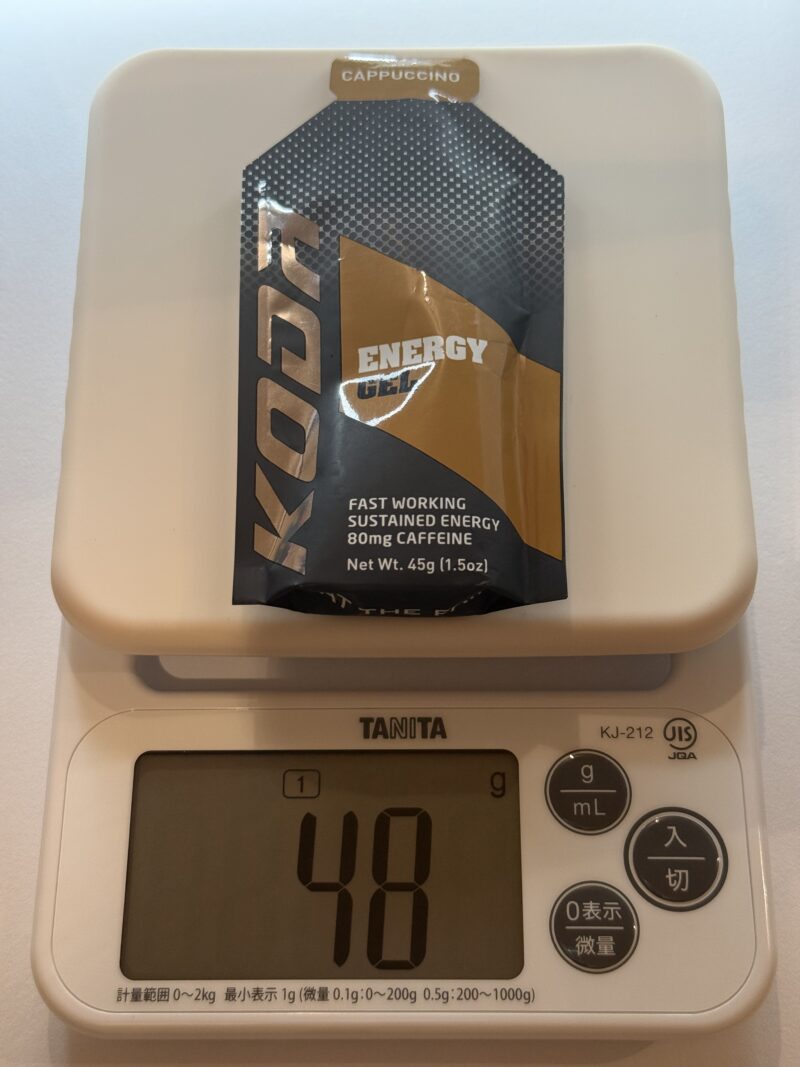 CAPPUCCINO
KODA
ENERGY
GEL
FAST WORKING
SUSTAINED ENERGY
80mg CAFFEINE
Net Wt. 45g (1.5oz)
THE
TANITA
KJ-212
JIS
JQA
1
g
48
g
mL
入
切
0表示
微量
計量範囲 0～2kg 最小表示 1g (微量 0.1g:0～200g 0.5g:200～1000g)